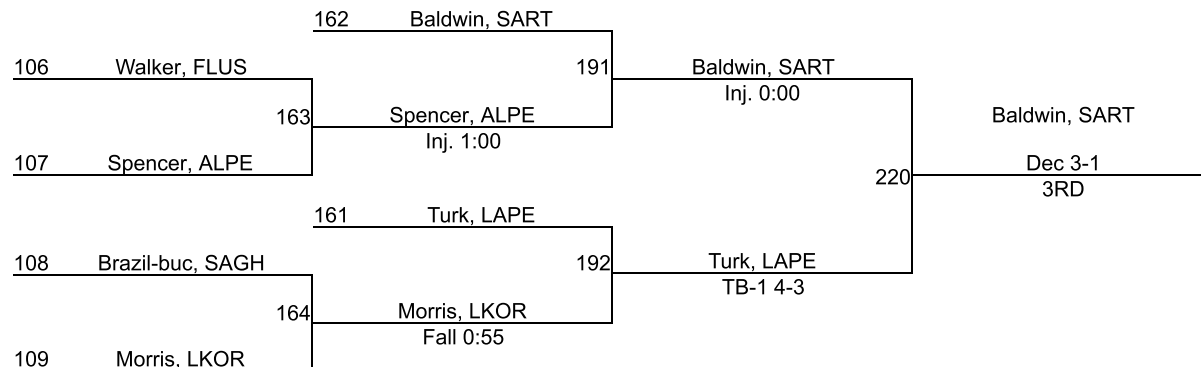 162 Baldwin, SART
106 Walker, FLUS
191 Baldwin, SART
Inj. 0:00
163 Spencer, ALPE
Inj. 1:00
Baldwin, SART
107 Spencer, ALPE
220 Dec 3-1
3RD
161 Turk, LAPE
108 Brazil-buc, SAGH
192 Turk, LAPE
TB-1 4-3
164 Morris, LKOR
Fall 0:55
109 Morris, LKOR